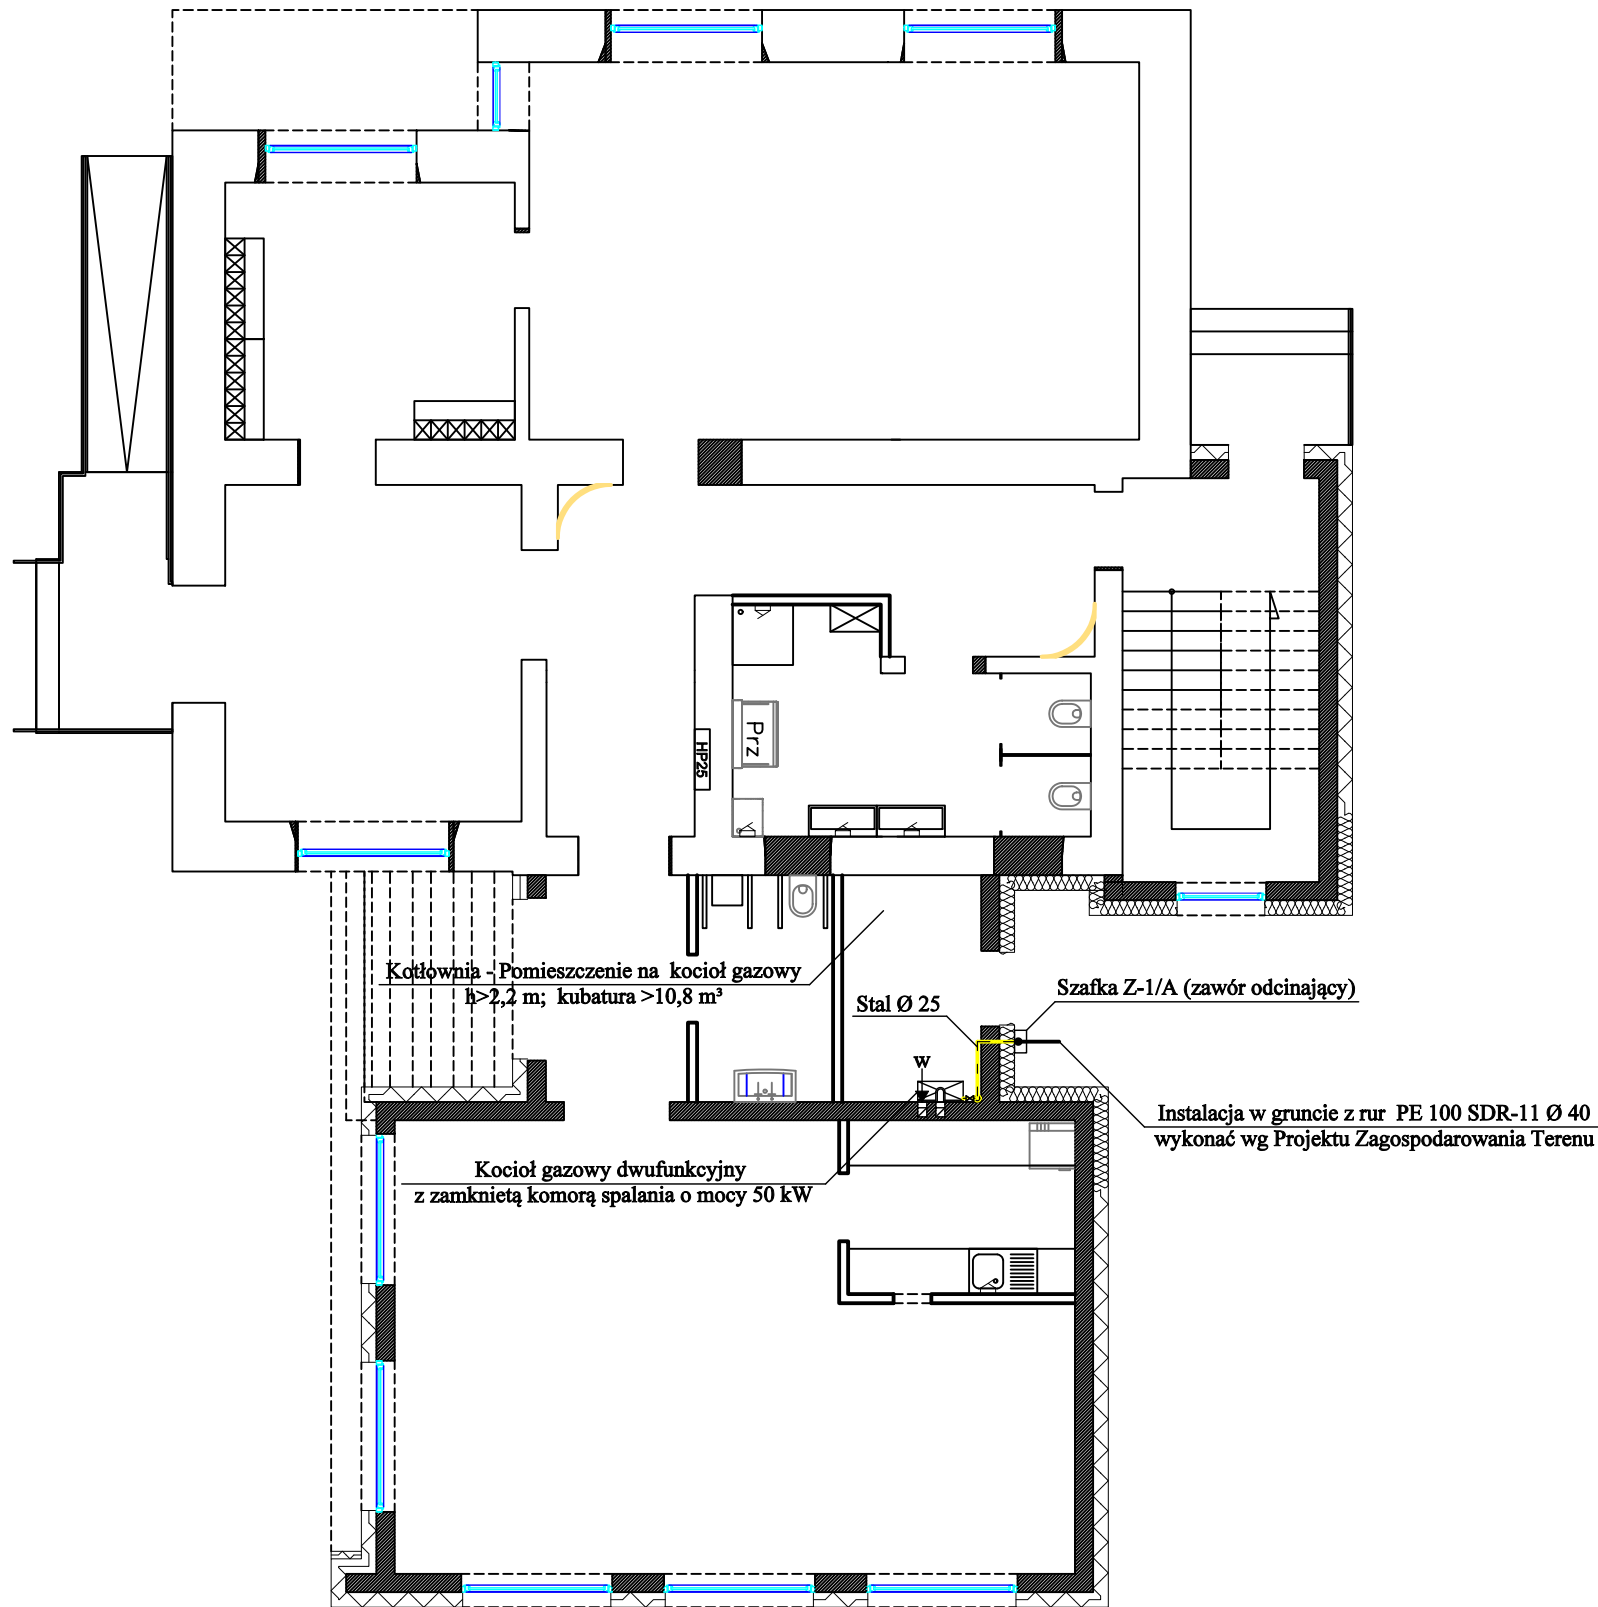 Prz
HP25
Kotłownia - Pomieszczenie na kocioł gazowy
h>2,2 m; kubatura >10,8 m³
Stal Ø 25
Szafka Z-1/A (zawór odcinający)
w
Instalacja w gruncie z rur PE 100 SDR-11 Ø 40
wykonać wg Projektu Zagospodarowania Terenu
Kocioł gazowy dwufunkcyjny
z zamknietą komorą spalania o mocy 50 kW